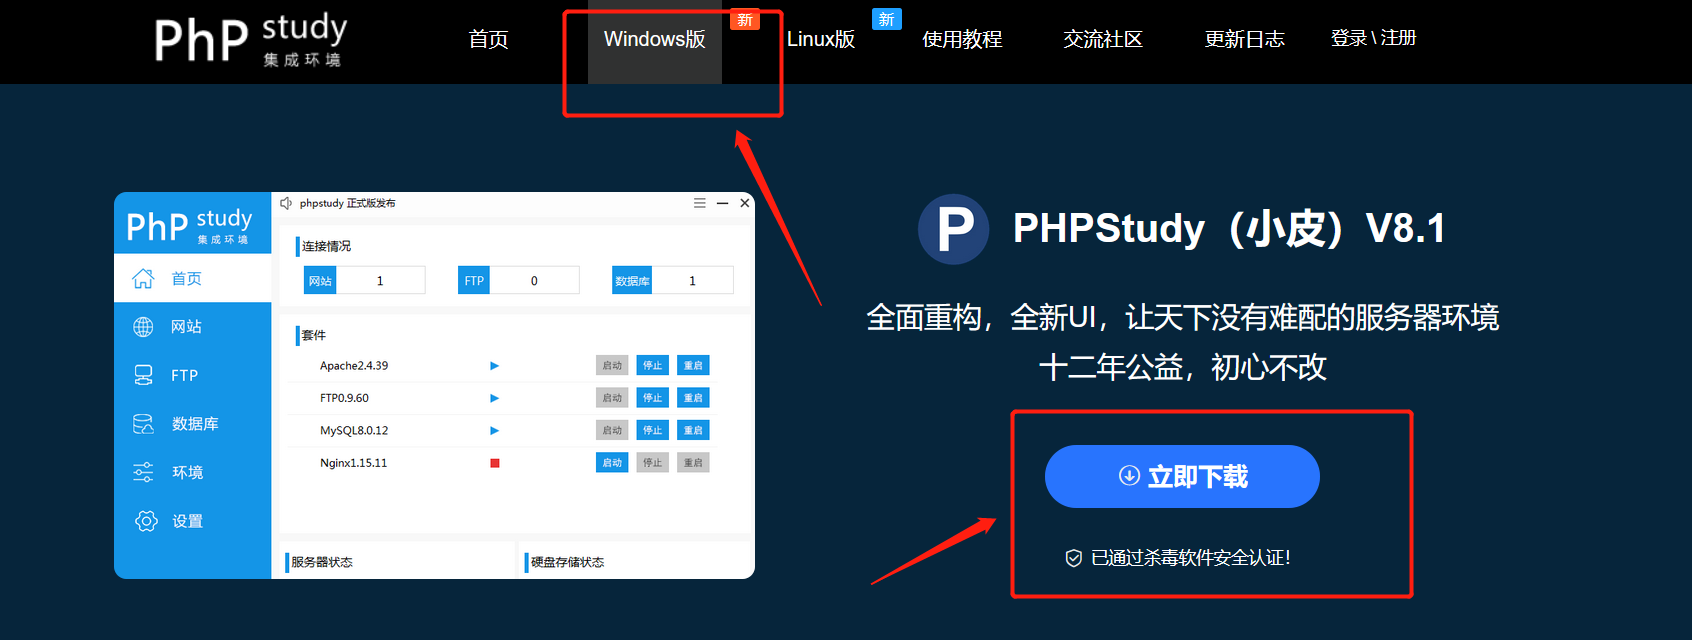 PhP study
集成环境
首页
Windows版
新
Linux版
新
使用教程
交流社区
更新日志
登录 \ 注册
PhP study
集成环境
首页
网站
FTP
数据库
环境
设置
phpstudy 正式版发布
连接情况
网站 1
FTP 0
数据库 1
套件
Apache2.4.39 启动 停止 重启
FTP0.9.60 启动 停止 重启
MySQL8.0.12 启动 停止 重启
Nginx1.15.11 启动 停止 重启
服务器状态
硬盘存储状态
P PHPStudy（小皮）V8.1
全面重构，全新UI，让天下没有难配的服务器环境
十二年公益，初心不改
立即下载
已通过杀毒软件安全认证！